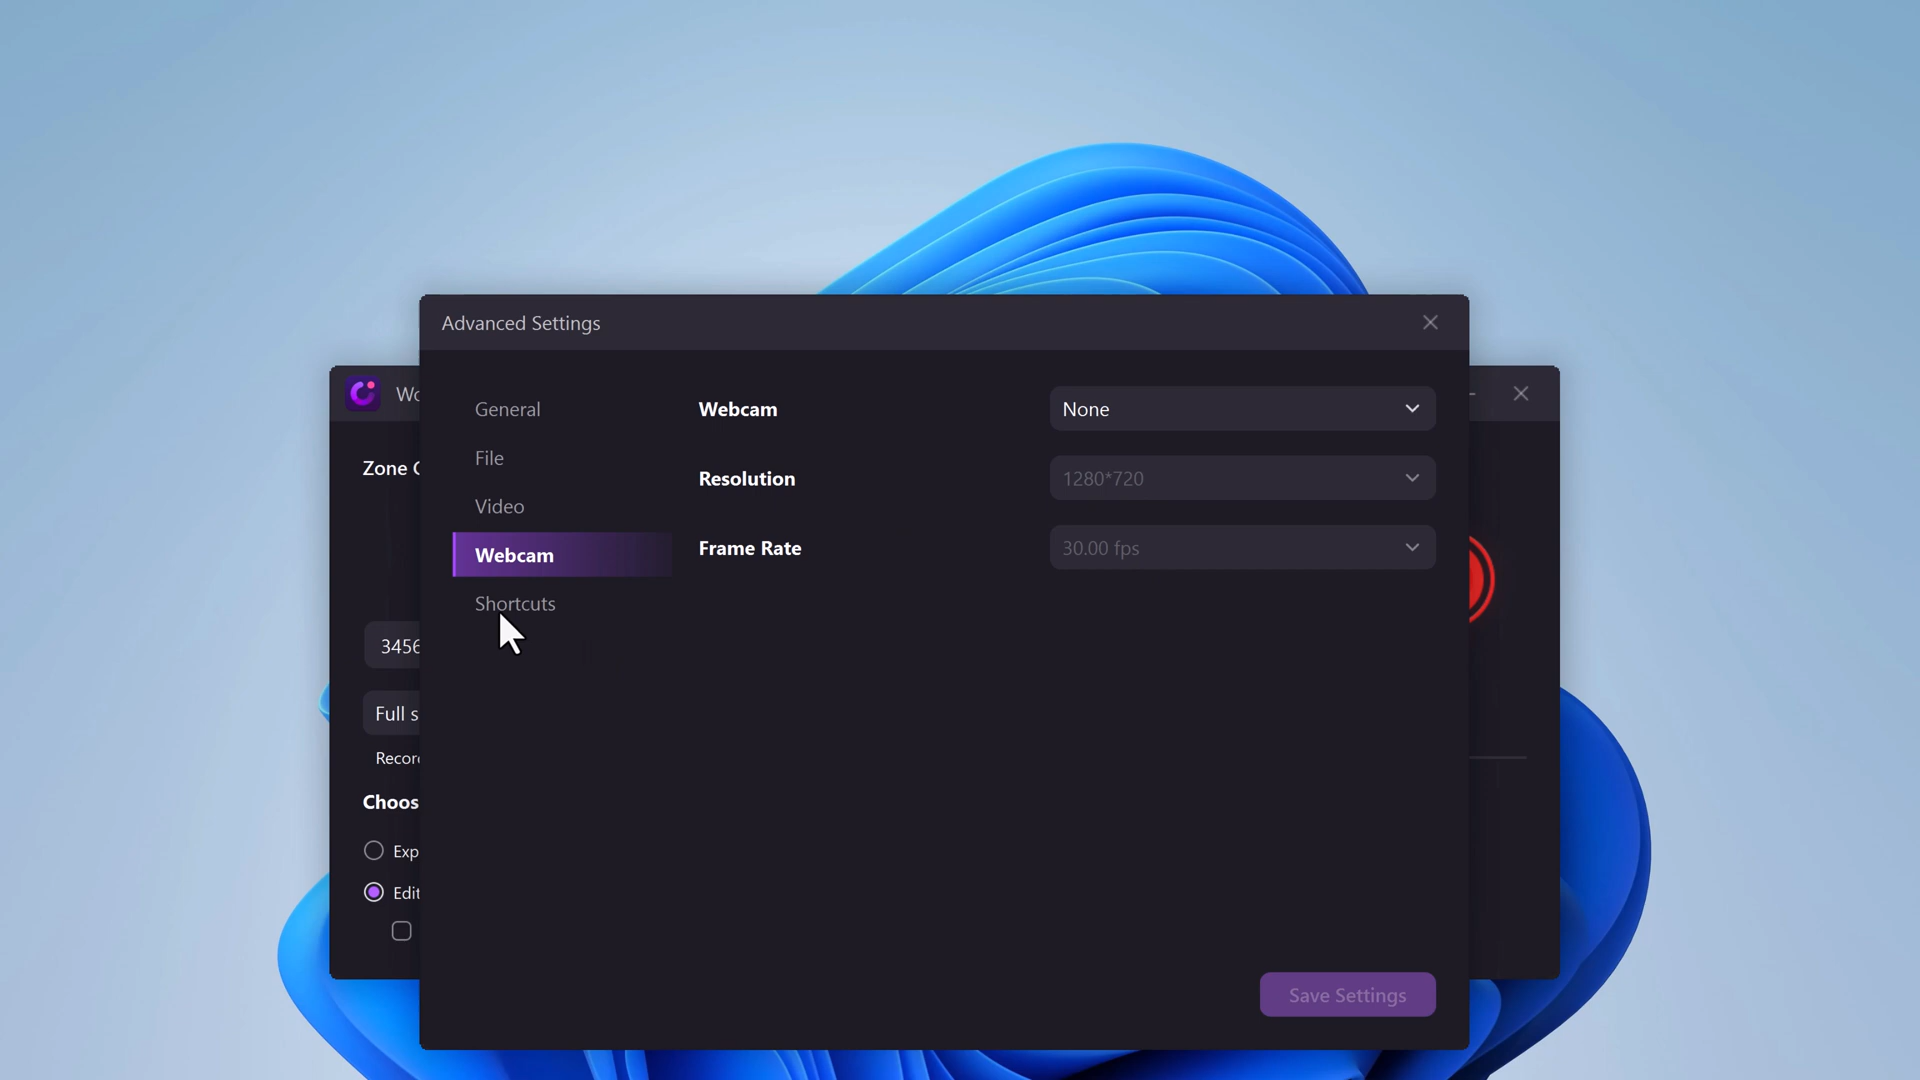 Advanced Settings
General
File
Video
Webcam
Shortcuts
Webcam
None
Resolution
1280*720
Frame Rate
30.00 fps
Save Settings
Zone
3456
Full
Choos
Exp
Edit